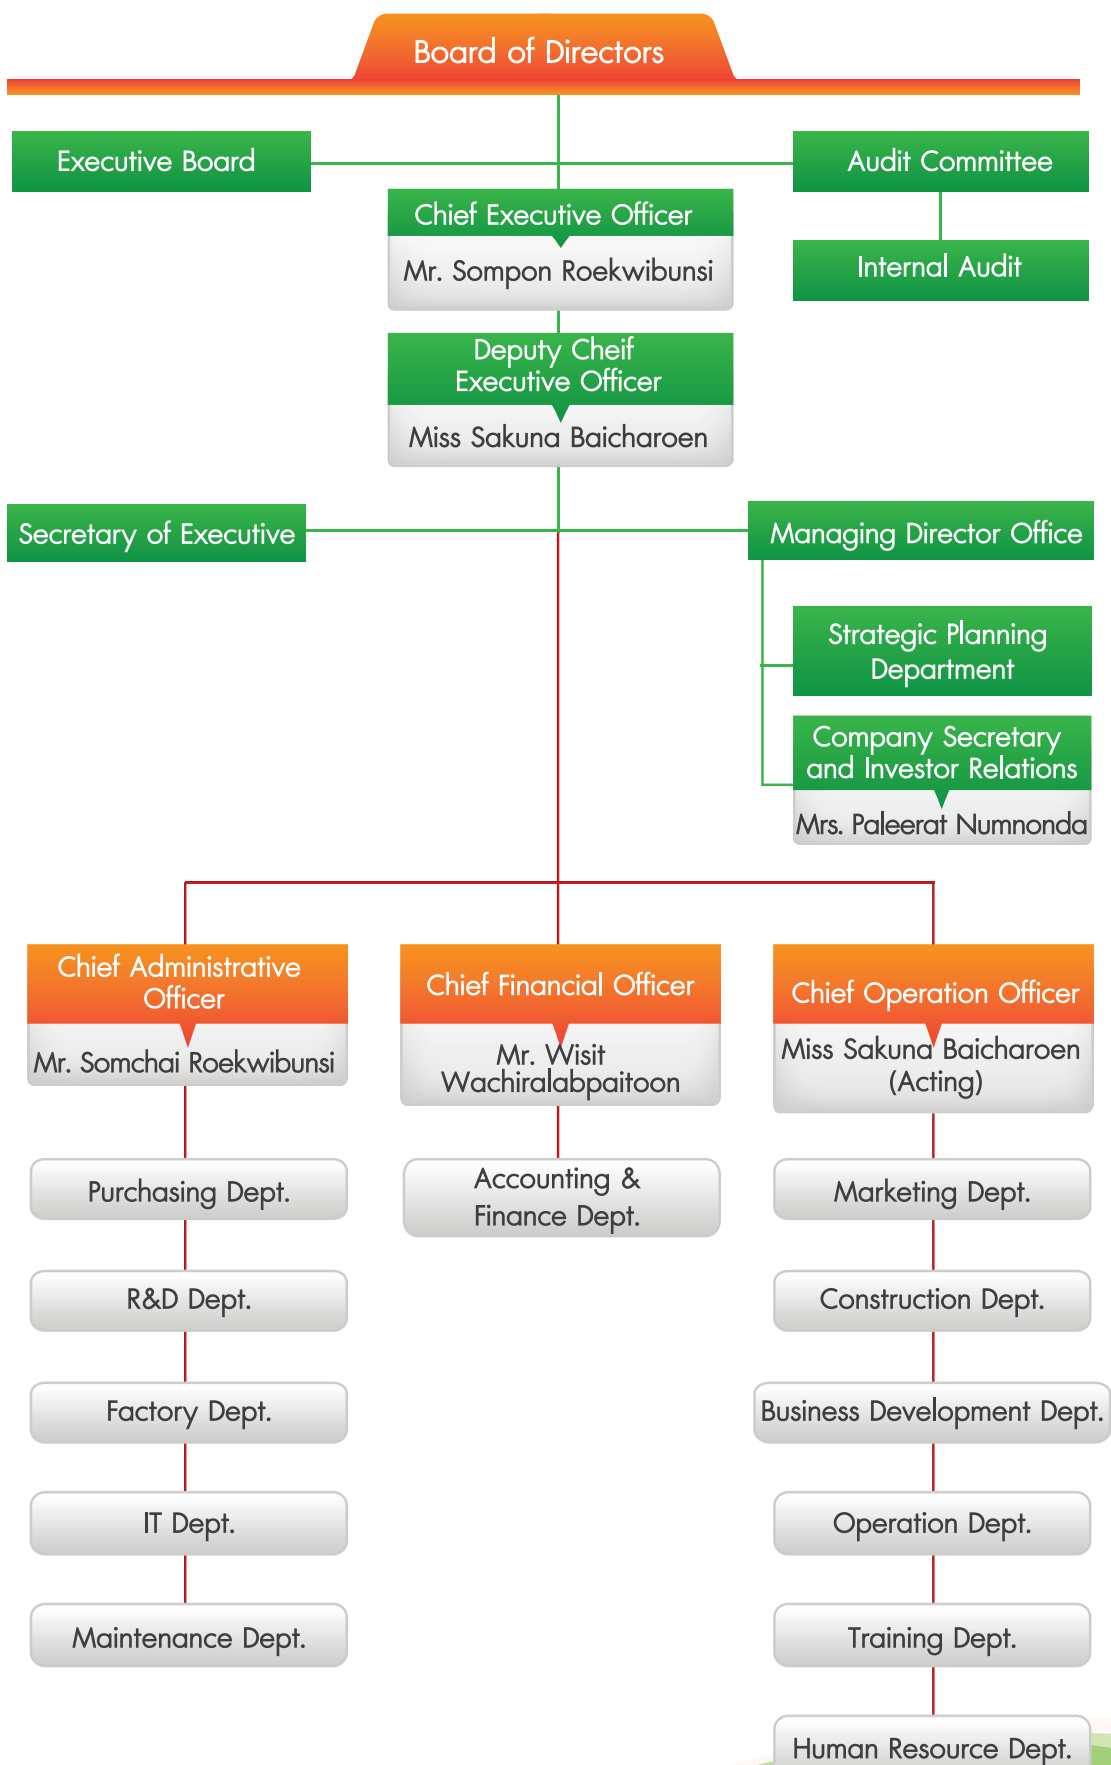 Board of Directors
Executive Board
Audit Committee
Chief Executive Officer
Mr. Sompon Roekwibunsi
Internal Audit
Deputy Cheif
Executive Officer
Miss Sakuna Baicharoen
Secretary of Executive
Managing Director Office
Strategic Planning
Department
Company Secretary
and Investor Relations
Mrs. Paleerat Numnonda
Chief Administrative
Officer
Mr. Somchai Roekwibunsi
Chief Financial Officer
Mr. Wisit
Wachiralabpaitoon
Chief Operation Officer
Miss Sakuna Baicharoen
(Acting)
Purchasing Dept.
R&D Dept.
Factory Dept.
IT Dept.
Maintenance Dept.
Accounting &
Finance Dept.
Marketing Dept.
Construction Dept.
Business Development Dept.
Operation Dept.
Training Dept.
Human Resource Dept.